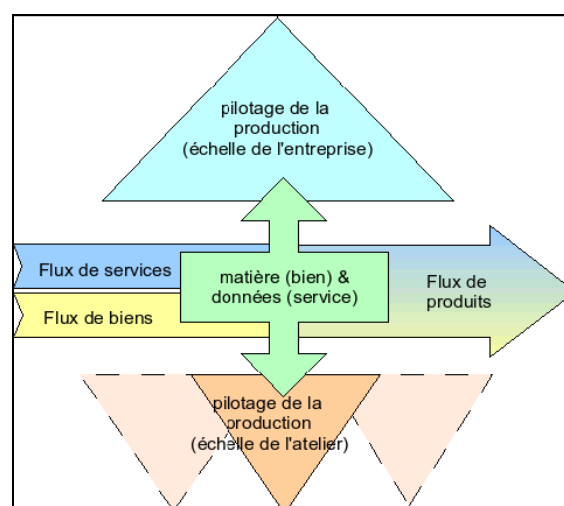 pilotage de la
production
(échelle de l'entreprise)
Flux de services
matière (bien) &
données (service)
Flux de
produits
Flux de biens
pilotage de la
production
(échelle de l'atelier)